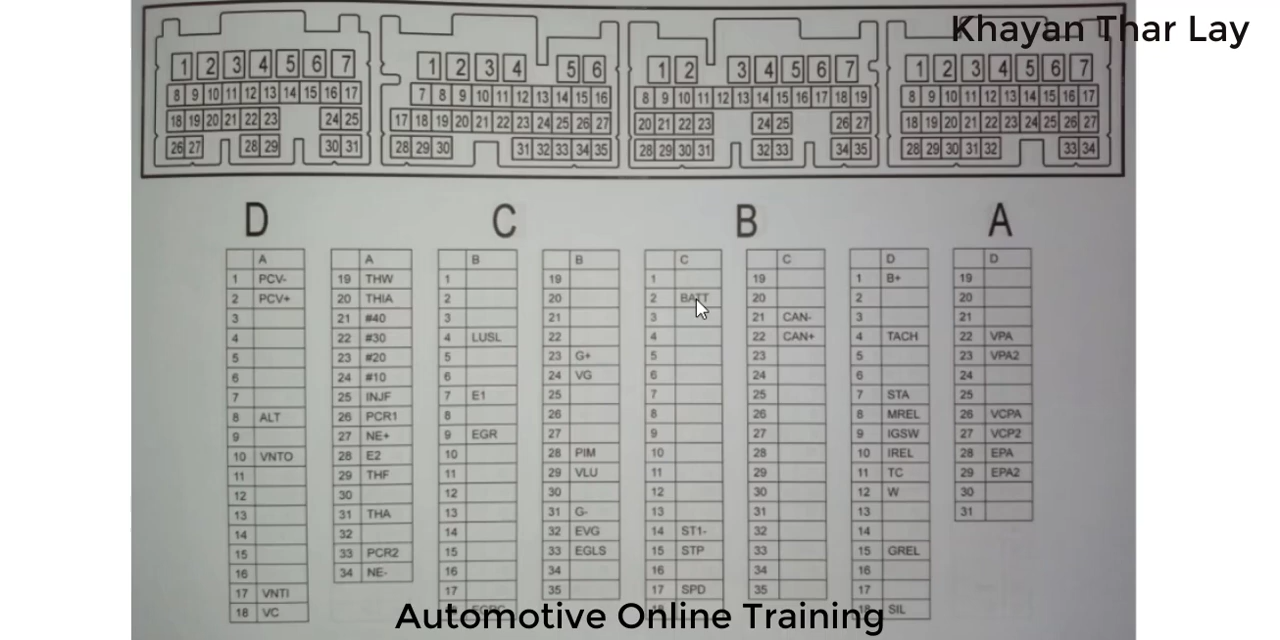 Khayan Thar Lay
1 2 3 4 5 6 7 1 2 3 4 5 6 1 2 3 4 5 6 7 1 2 3 4 5 6 7
8 9 10 11 12 13 14 15 16 17 7 8 9 10 11 12 13 14 15 16 8 9 10 11 12 13 14 15 16 17 18 19 8 9 10 11 12 13 14 15 16 17
18 19 20 21 22 23 24 25 17 18 19 20 21 22 23 24 25 26 27 20 21 22 23 24 25 26 27 18 19 20 21 22 23 24 25 26 27
26 27 28 29 30 31 28 29 30 31 32 33 34 35 28 29 30 31 32 33 34 35 28 29 30 31 32 33 34
D C B A
A A B B C C D D
1 PCV- 19 THW 1 19 1 19 1 B+ 19
2 PCV+ 20 THIA 2 20 2 BATT 20 2 20
3 21 #40 3 21 3 21 CAN- 3 21
4 22 #30 4 LUSL 22 4 22 CAN+ 4 TACH 22 VPA
5 23 #20 5 23 G+ 5 23 5 23 VPA2
6 24 #10 6 24 VG 6 24 6 24
7 25 INJF 7 E1 25 7 25 7 STA 25
8 ALT 26 PCR1 8 26 8 26 8 MREL 26 VCPA
9 27 NE+ 9 EGR 27 9 27 9 IGSW 27 VCP2
10 VNTO 28 E2 10 28 PIM 10 28 10 IREL 28 EPA
11 29 THF 11 29 VLU 11 29 11 TC 29 EPA2
12 30 12 30 12 30 12 W 30
13 31 THA 13 31 G- 13 31 13 31
14 32 14 32 EVG 14 ST1- 32 14
15 33 PCR2 15 33 EGLS 15 STP 33 15 GREL
16 34 NE- 16 34 16 34 16
17 VNTI 17 35 17 SPD 35 17
18 VC 18 SIL
Automotive Online Training